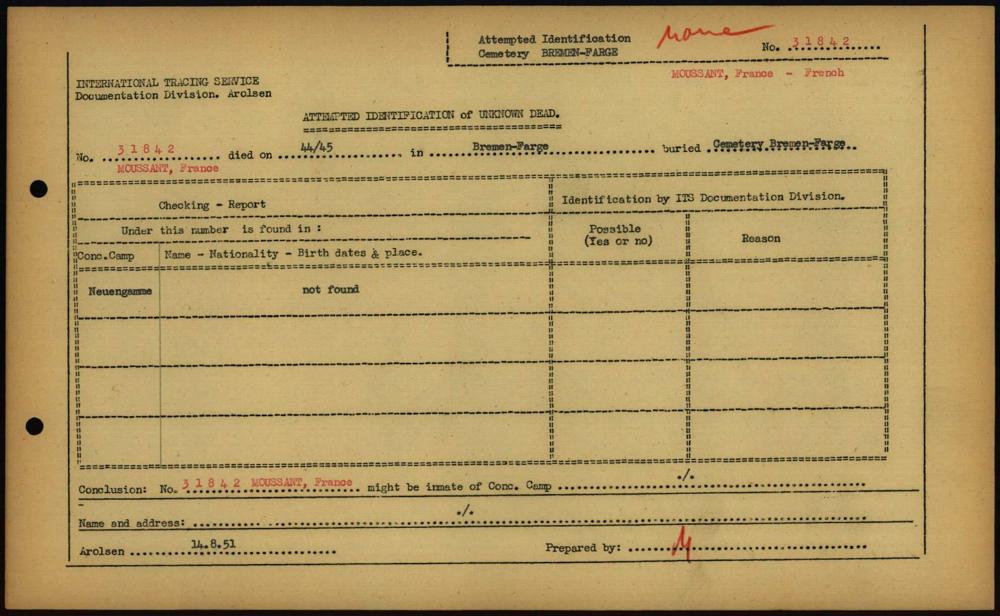 Attempted Identification None No. 31842
Cemetery BREMEN-FARGE
MOUSSANT, France - French
INTERNATIONAL TRACING SERVICE
Documentation Division. Arolsen
ATTEMPTED IDENTIFICATION of UNKNOWN DEAD.
No. 31842 died on 44/45 in Bremen-Farge buried Cemetery Bremen-Farge
MOUSSANT, France
Checking - Report
Identification by ITS Documentation Division.
Under this number is found in :
Possible
(Yes or no)
Reason
Conc.Camp
Name - Nationality - Birth dates & place.
Neuengamme not found
Conclusion: No. 31842 MOUSSANT, France might be inmate of Conc. Camp ./.
Name and address: ./.
Arolsen 14.8.51 Prepared by: